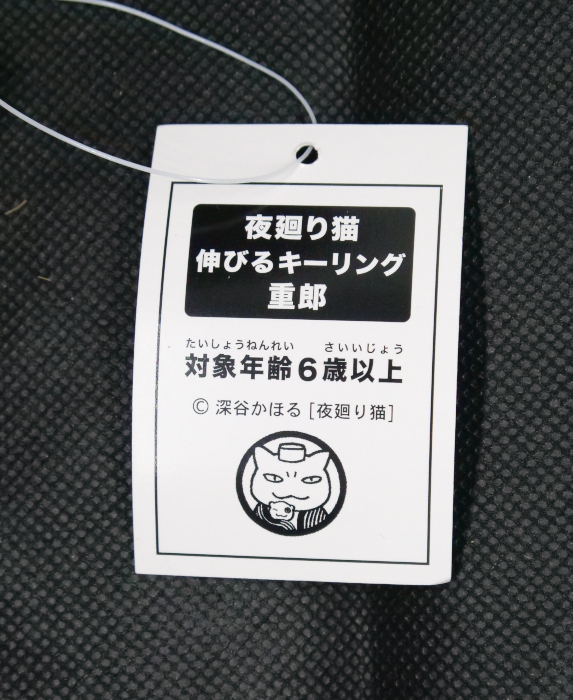 夜廻り猫
伸びるキーリング
重郎
たいしょうねんれい さいいじょう
対象年齢6歳以上
© 深谷かほる [夜廻り猫]